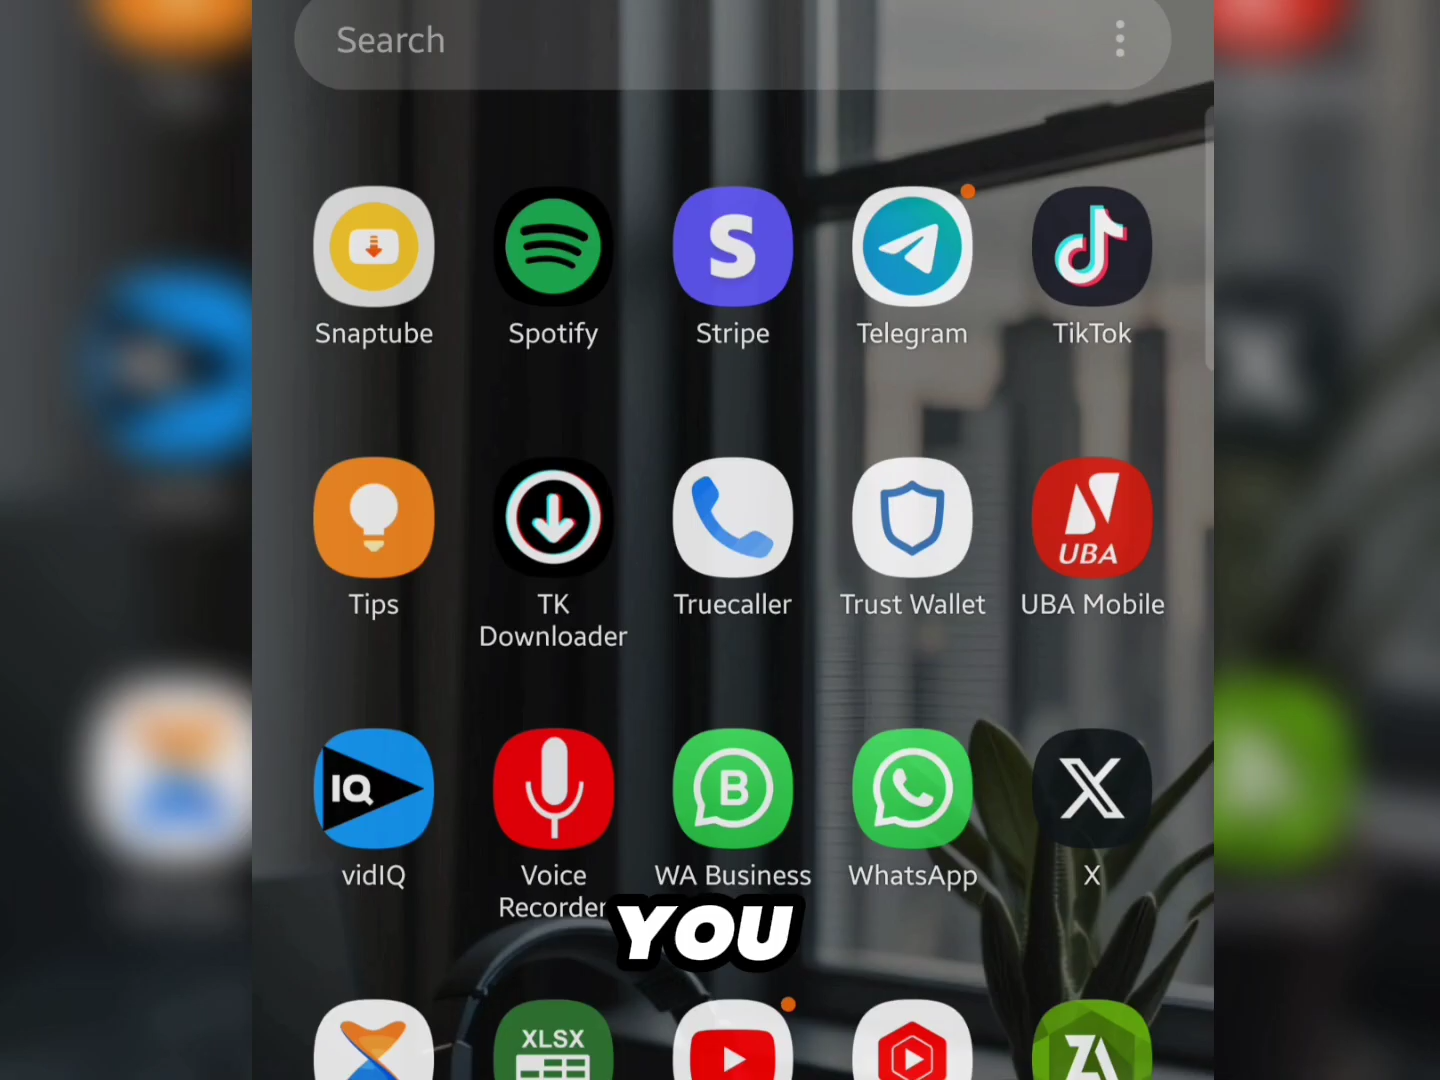 Search
Snaptube
Spotify
Stripe
Telegram
TikTok
UBA
Tips
TK
Downloader
Truecaller
Trust Wallet
UBA Mobile
IQ
B
vidIQ
Voice
Recorder
WA Business
WhatsApp
X
YOU
XLSX